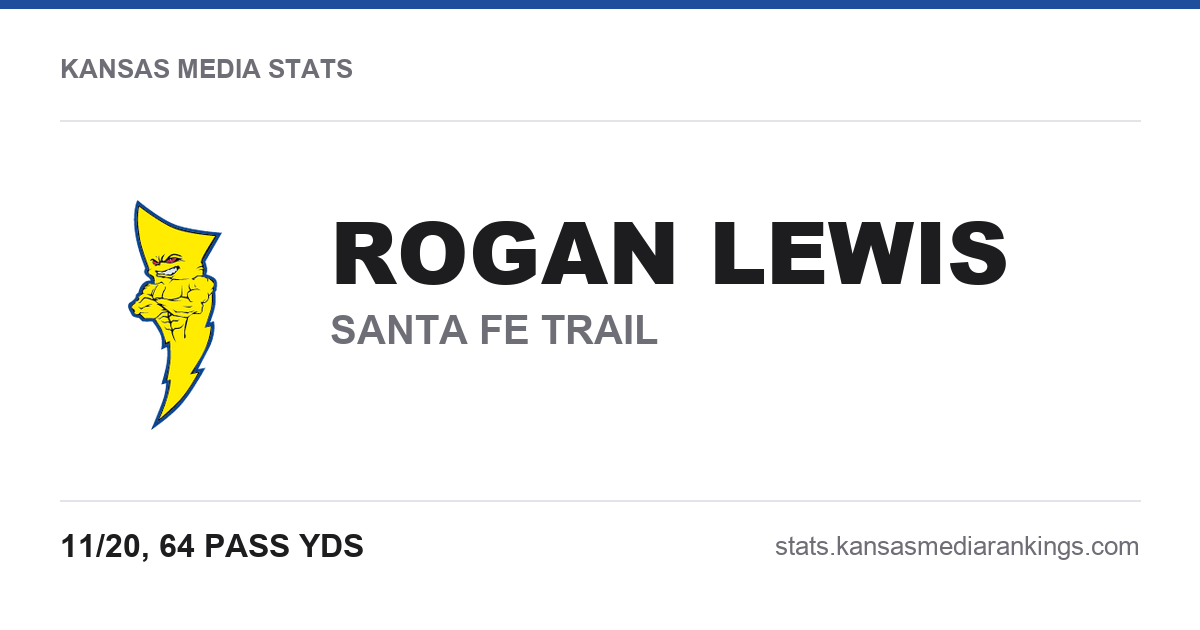 KANSAS MEDIA STATS
ROGAN LEWIS
SANTA FE TRAIL
11/20, 64 PASS YDS
stats.kansasmediarankings.com